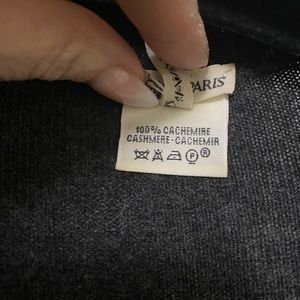 PARIS
100% CACHEMIRE
CASHMERE-CACHEMIR
P ®